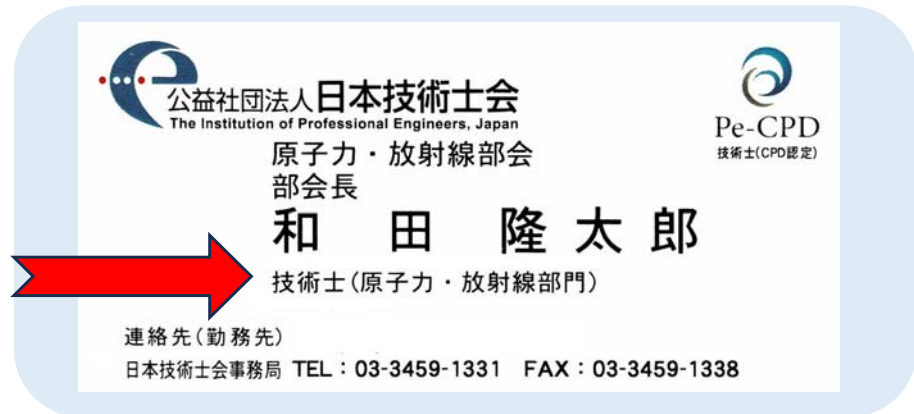 公益社団法人日本技術士会
The Institution of Professional Engineers, Japan
Pe-CPD
技術士(CPD認定)
原子力・放射線部会
部会長
和田 隆太郎
技術士(原子力・放射線部門)
連絡先(勤務先)
日本技術士会事務局 TEL：03-3459-1331 FAX：03-3459-1338